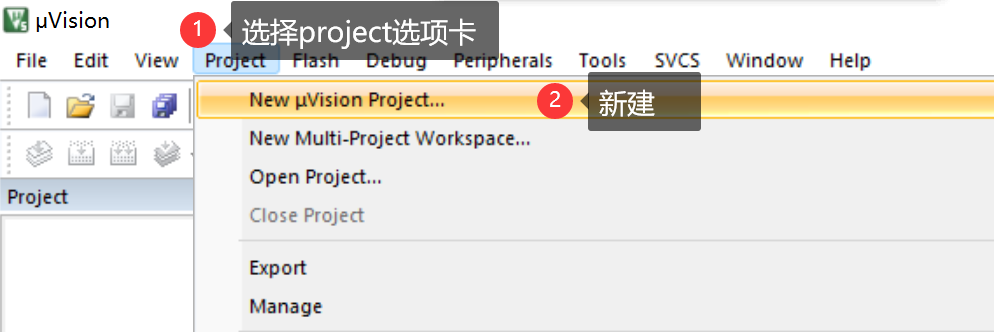 µVision
1 选择project选项卡
File Edit View Project Flash Debug Peripherals Tools SVCS Window Help
New µVision Project... 2 新建
New Multi-Project Workspace...
Open Project...
Project
Close Project
Export
Manage